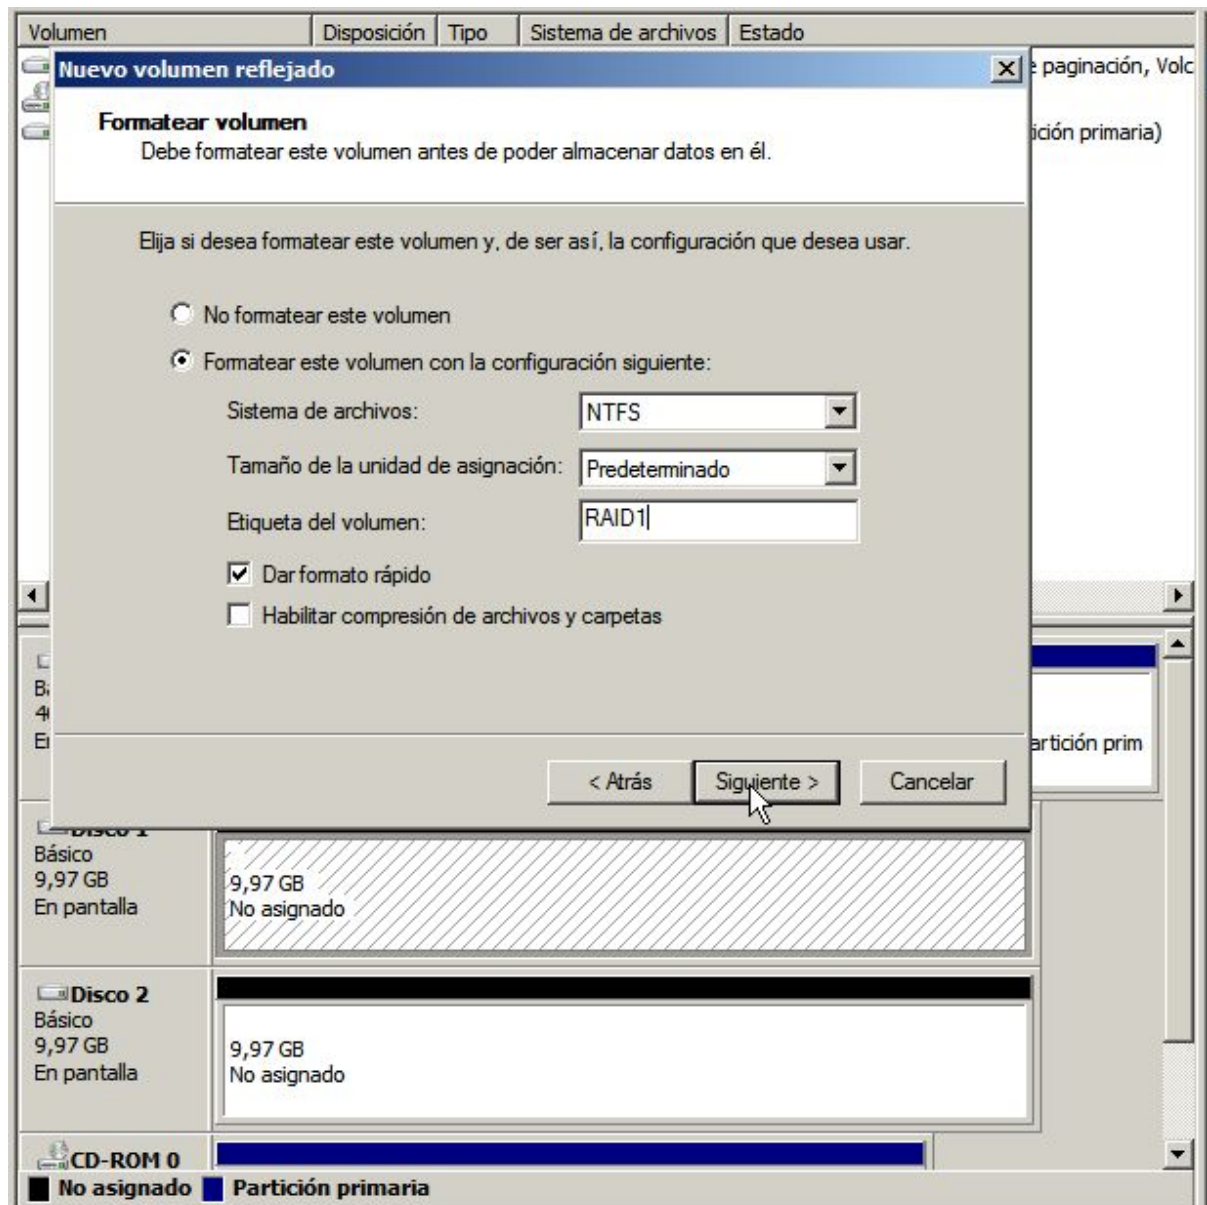 Volumen Disposición Tipo Sistema de archivos Estado
Nuevo volumen reflejado
paginación, Volc
Formatear volumen
Debe formatear este volumen antes de poder almacenar datos en él.
primaria)
Elija si desea formatear este volumen y, de ser así, la configuración que desea usar.
No formatear este volumen
Formatear este volumen con la configuración siguiente:
Sistema de archivos: NTFS
Tamaño de la unidad de asignación: Predeterminado
Etiqueta del volumen: RAID1
Dar formato rápido
Habilitar compresión de archivos y carpetas
artición prim
< Atrás Siguiente > Cancelar
Disco 1
Básico
9,97 GB 9,97 GB
En pantalla No asignado
Disco 2
Básico
9,97 GB 9,97 GB
En pantalla No asignado
CD-ROM 0
No asignado Partición primaria